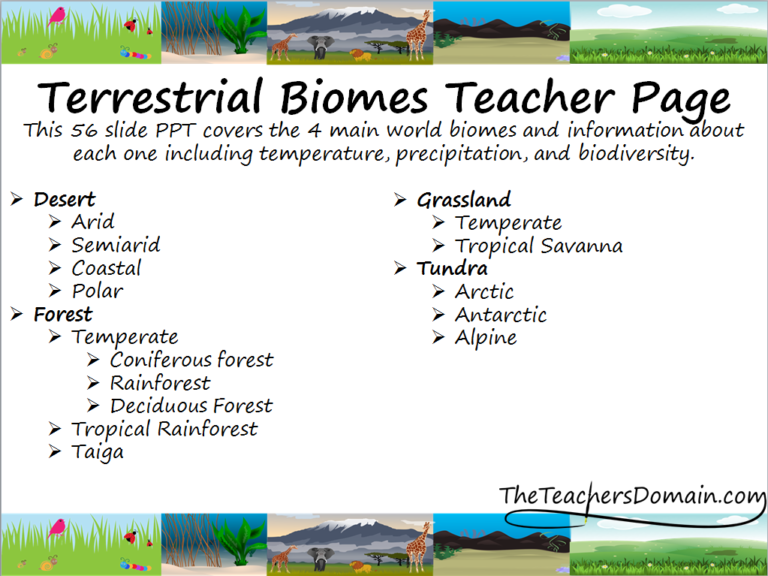 Terrestrial Biomes Teacher Page
This 56 slide PPT covers the 4 main world biomes and information about
each one including temperature, precipitation, and biodiversity.
Desert
Arid
Semiarid
Coastal
Polar
Forest
Temperate
Coniferous forest
Rainforest
Deciduous Forest
Tropical Rainforest
Taiga
Grassland
Temperate
Tropical Savanna
Tundra
Arctic
Antarctic
Alpine
TheTeachersDomain.com